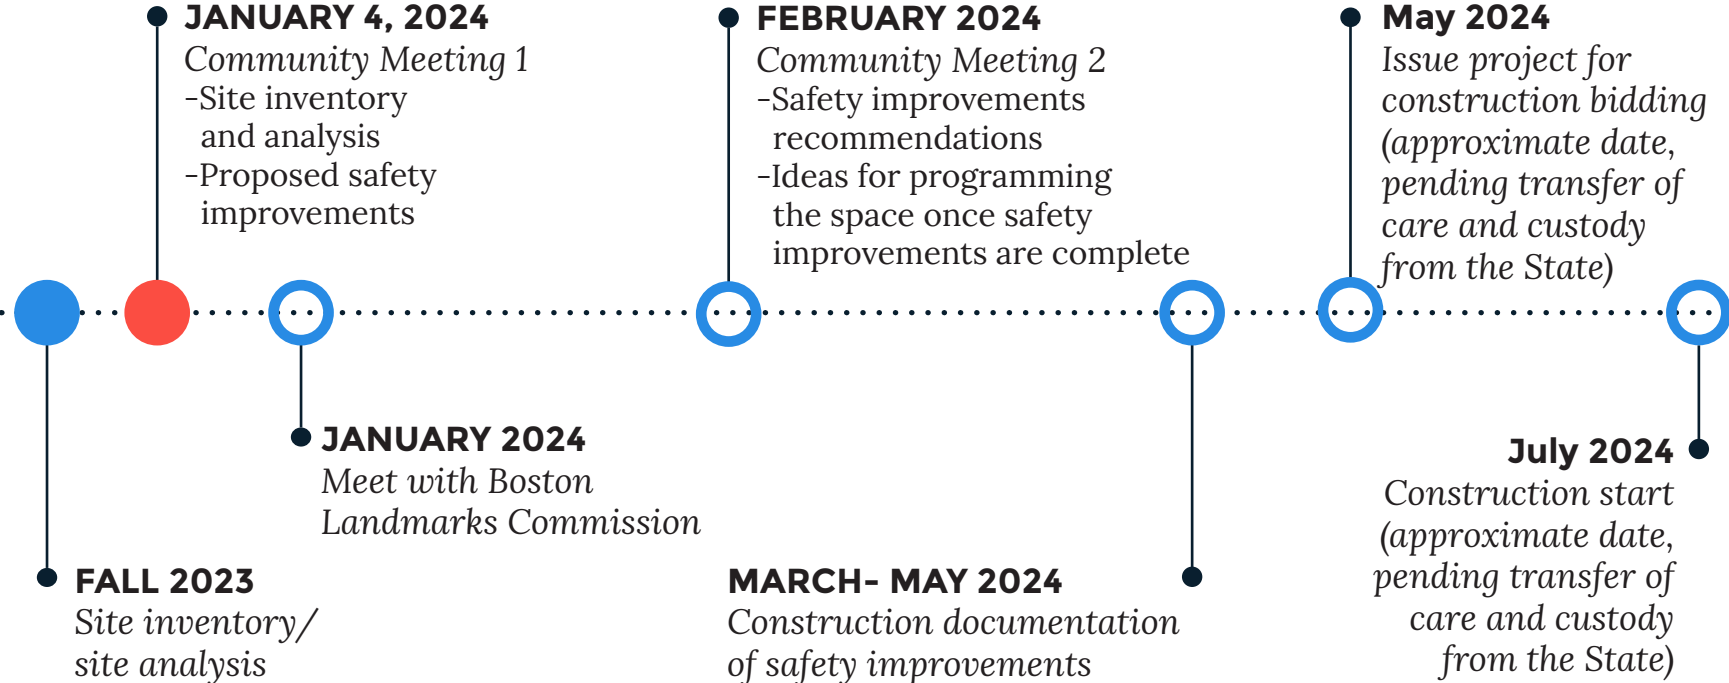 JANUARY 4, 2024
Community Meeting 1
-Site inventory
and analysis
-Proposed safety
improvements
FEBRUARY 2024
Community Meeting 2
-Safety improvements
recommendations
-Ideas for programming
the space once safety
improvements are complete
May 2024
Issue project for
construction bidding
(approximate date,
pending transfer of
care and custody
from the State)
FALL 2023
Site inventory/
site analysis
JANUARY 2024
Meet with Boston
Landmarks Commission
MARCH- MAY 2024
Construction documentation
of safety improvements
July 2024
Construction start
(approximate date,
pending transfer of
care and custody
from the State)